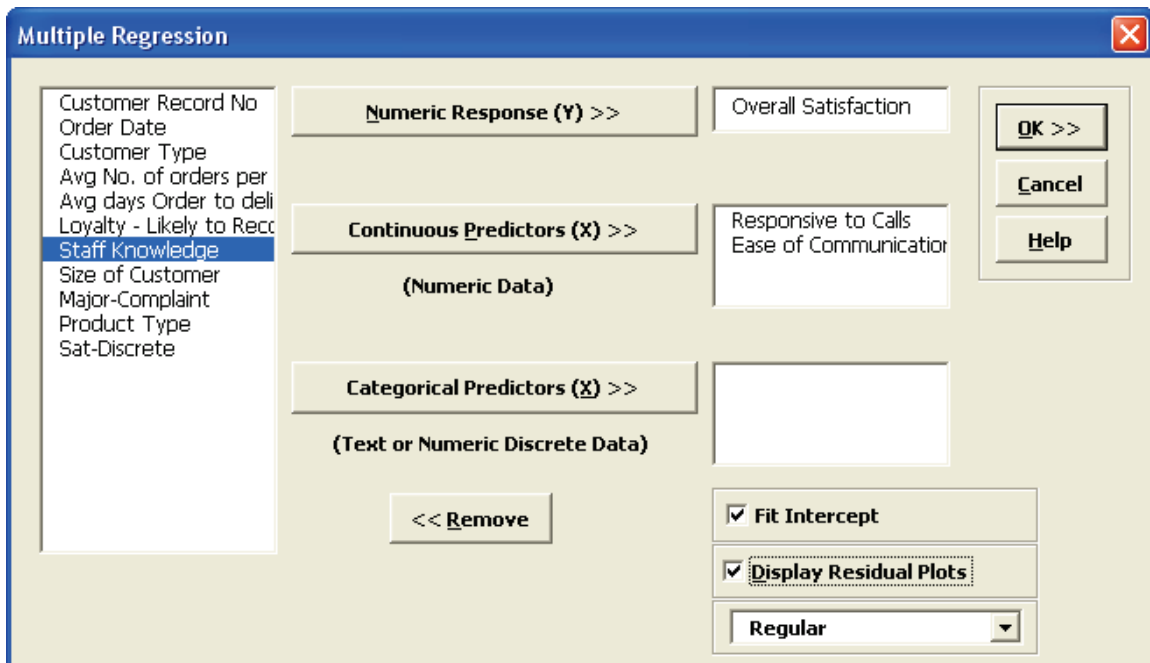 Multiple Regression
Customer Record No
Order Date
Customer Type
Avg No. of orders per
Avg days Order to deli
Loyalty - Likely to Reco
Staff Knowledge
Size of Customer
Major-Complaint
Product Type
Sat-Discrete
Numeric Response (Y) >>
Overall Satisfaction
Continuous Predictors (X) >>
(Numeric Data)
Responsive to Calls
Ease of Communication
Categorical Predictors (X) >>
(Text or Numeric Discrete Data)
<< Remove
Fit Intercept
Display Residual Plots
Regular
OK >>
Cancel
Help